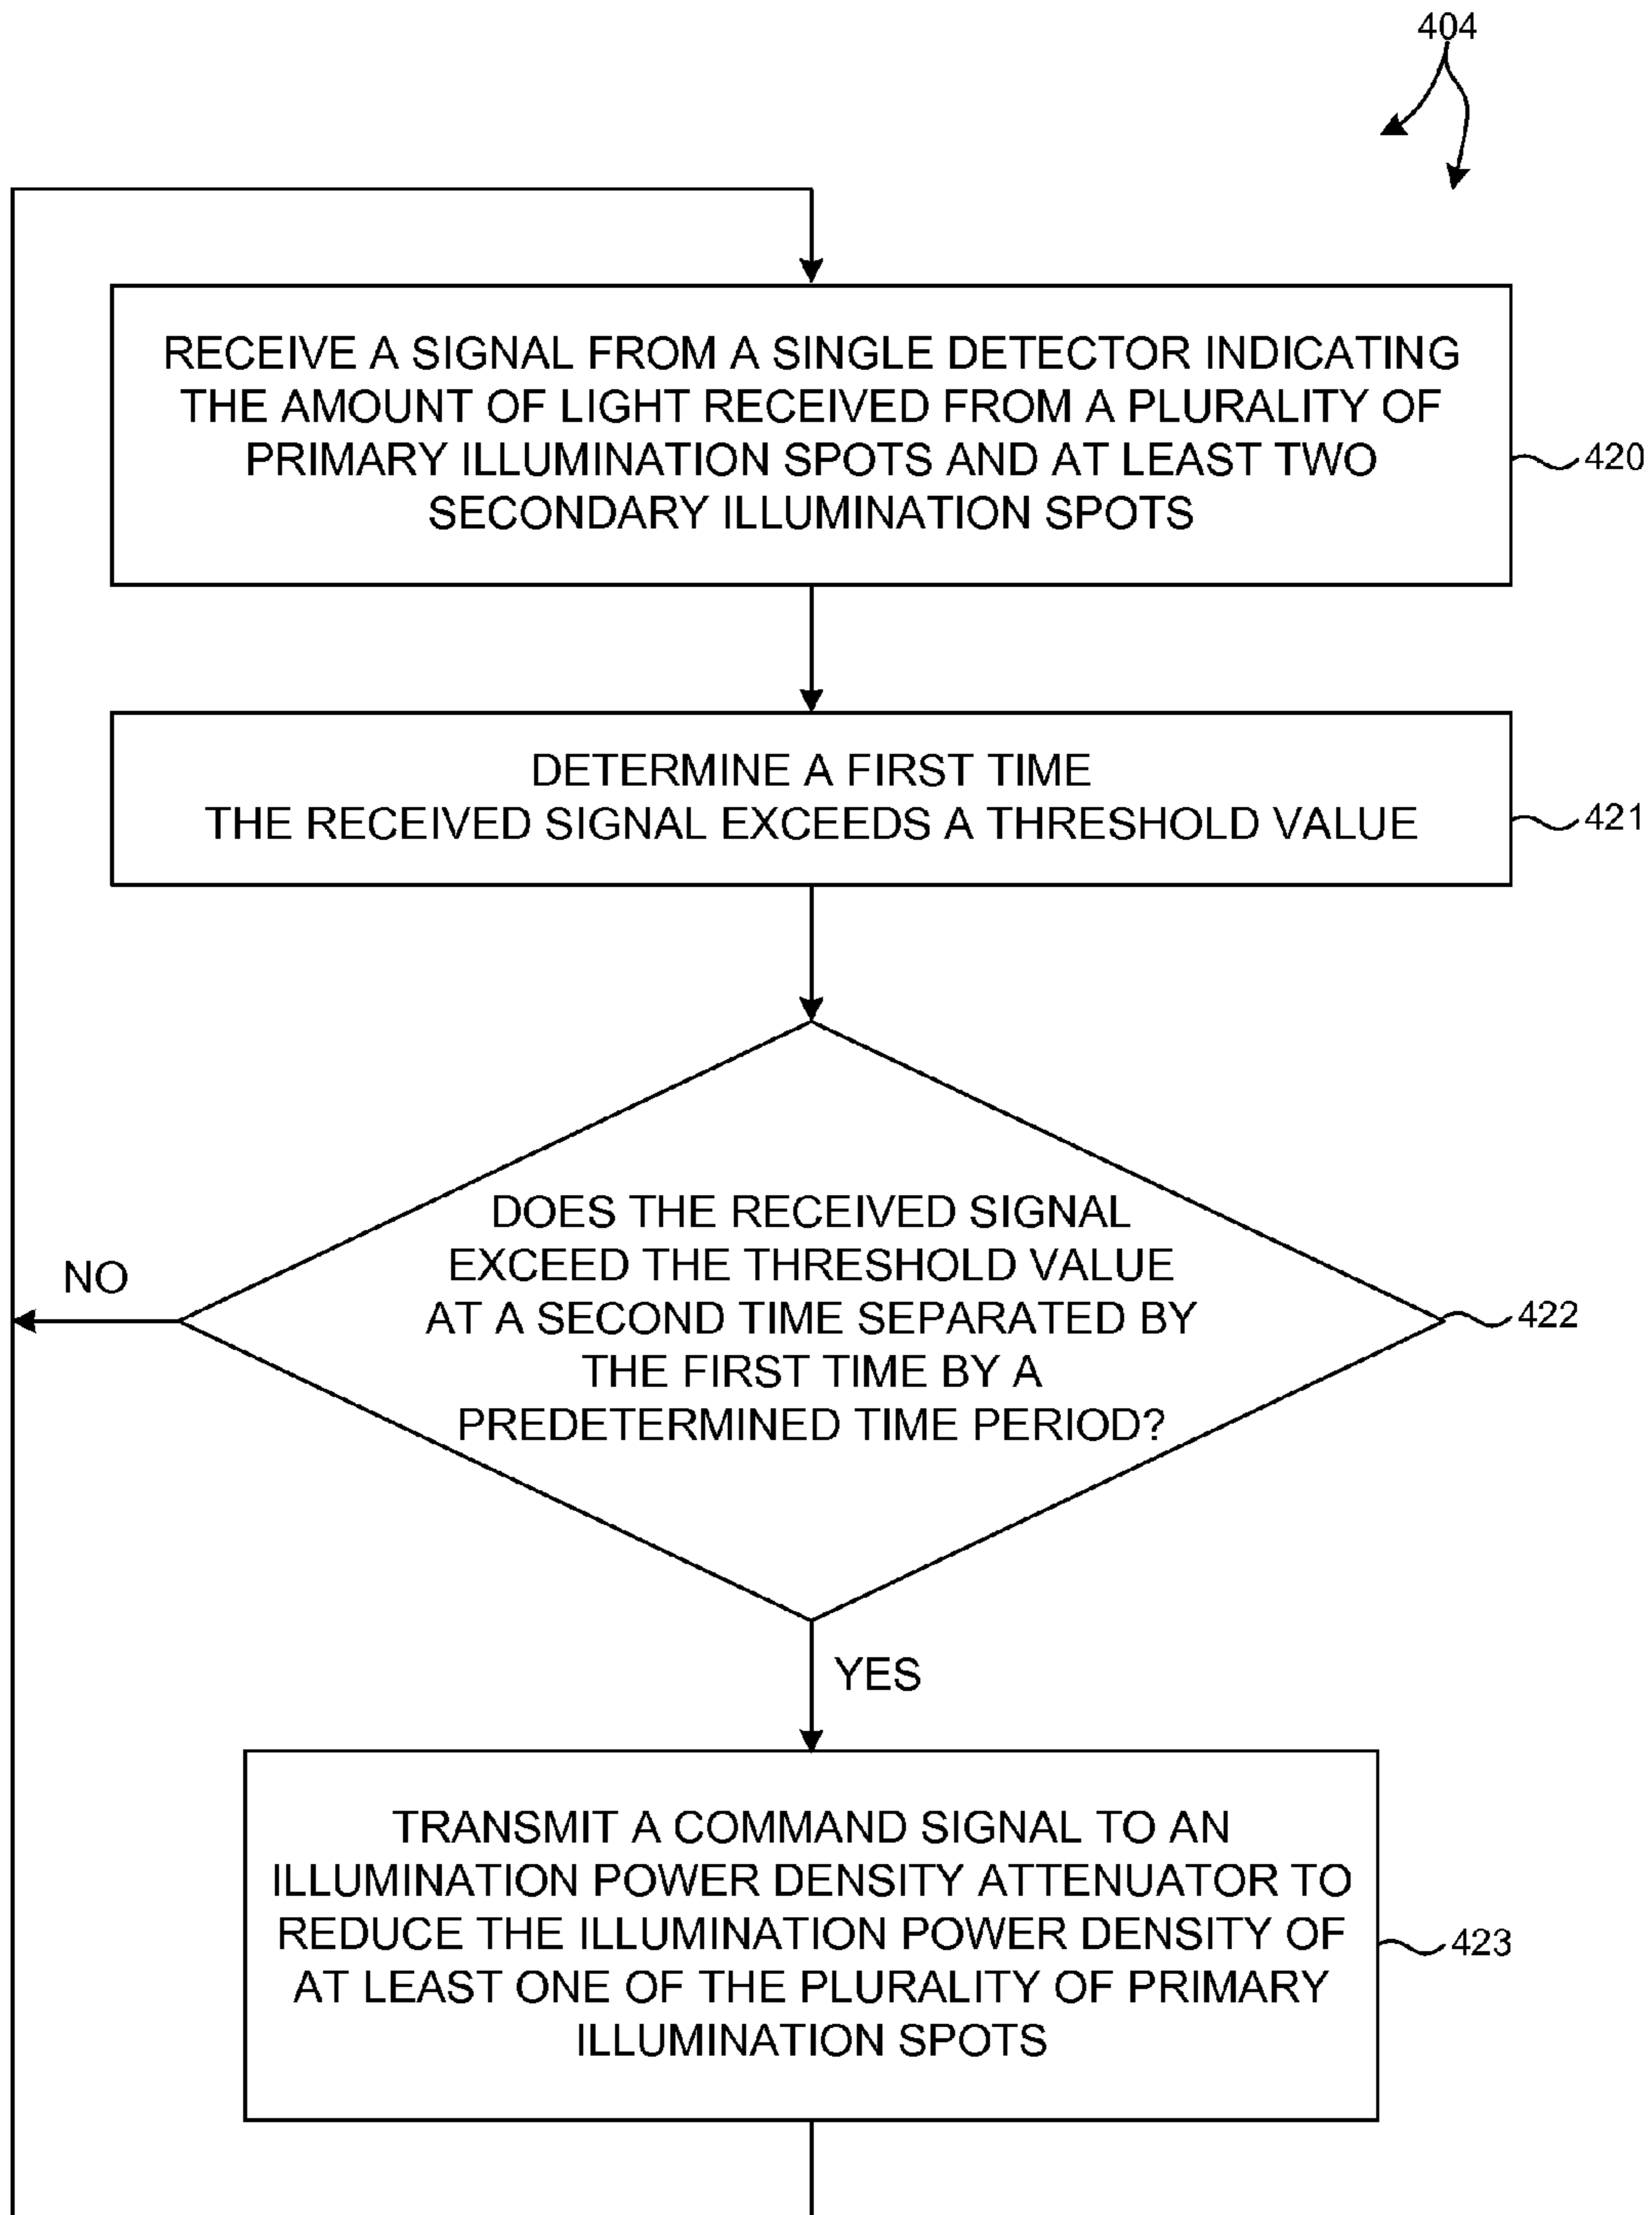 404
RECEIVE A SIGNAL FROM A SINGLE DETECTOR INDICATING
THE AMOUNT OF LIGHT RECEIVED FROM A PLURALITY OF
PRIMARY ILLUMINATION SPOTS AND AT LEAST TWO
SECONDARY ILLUMINATION SPOTS
420
DETERMINE A FIRST TIME
THE RECEIVED SIGNAL EXCEEDS A THRESHOLD VALUE
421
DOES THE RECEIVED SIGNAL
EXCEED THE THRESHOLD VALUE
AT A SECOND TIME SEPARATED BY
THE FIRST TIME BY A
PREDETERMINED TIME PERIOD?
NO
422
YES
TRANSMIT A COMMAND SIGNAL TO AN
ILLUMINATION POWER DENSITY ATTENUATOR TO
REDUCE THE ILLUMINATION POWER DENSITY OF
AT LEAST ONE OF THE PLURALITY OF PRIMARY
ILLUMINATION SPOTS
423